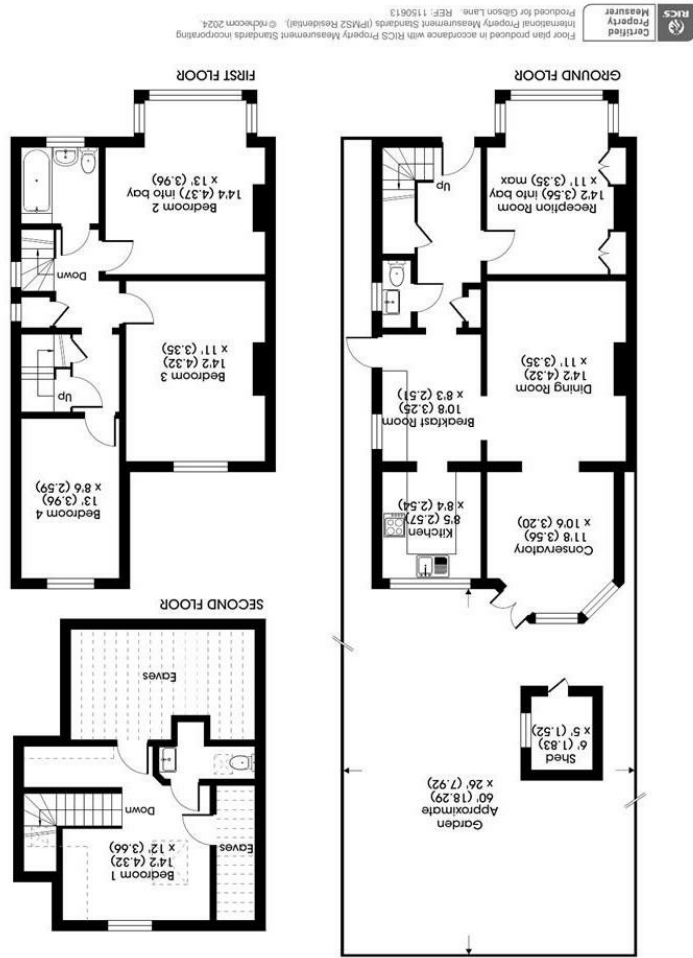 Garden
Approximate
60' (18.29)
x 26' (7.92)
Shed
6' (1.83)
x 5' (1.52)
Conservatory
11'8 (3.56)
x 10'6 (3.20)
Kitchen
8'5 (2.57)
x 8'4 (2.54)
Dining Room
14'2 (4.32)
x 11' (3.35)
Breakfast Room
10'8 (3.25)
x 8'3 (2.51)
Reception Room
14'2 (3.56) into bay
x 11' (3.35) max
Up
GROUND FLOOR
Bedroom 1
14'2 (4.32)
x 12' (3.66)
Eaves
Down
Eaves
SECOND FLOOR
Bedroom 4
13' (3.96)
x 8'6 (2.59)
Bedroom 3
14'2 (4.32)
x 11' (3.35)
Up
Down
Bedroom 2
14'4 (4.37) into bay
x 13' (3.96)
FIRST FLOOR
RICS
Certified
Property
Measurer
Floor plan produced in accordance with RICS Property Measurement Standards incorporating
International Property Measurement Standards (IPMS2 Residential). ©nichecom 2024.
Produced for Gibson Lane. REF: 1150613